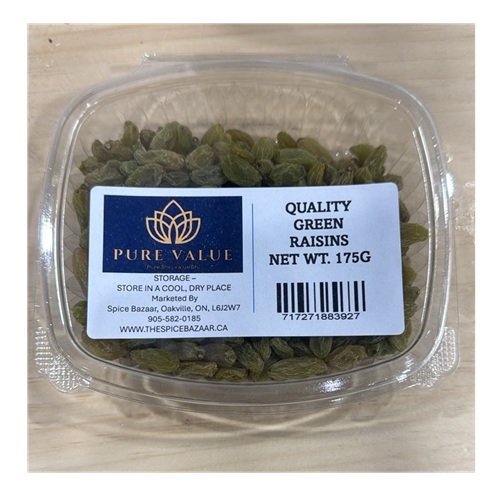 PURE VALUE
STORAGE –
STORE IN A COOL, DRY PLACE
Marketed By
Spice Bazaar, Oakville, ON, L6J2W7
905-582-0185
WWW.THESPICEBAZAAR.CA
QUALITY
GREEN
RAISINS
NET WT. 175G
717271883927